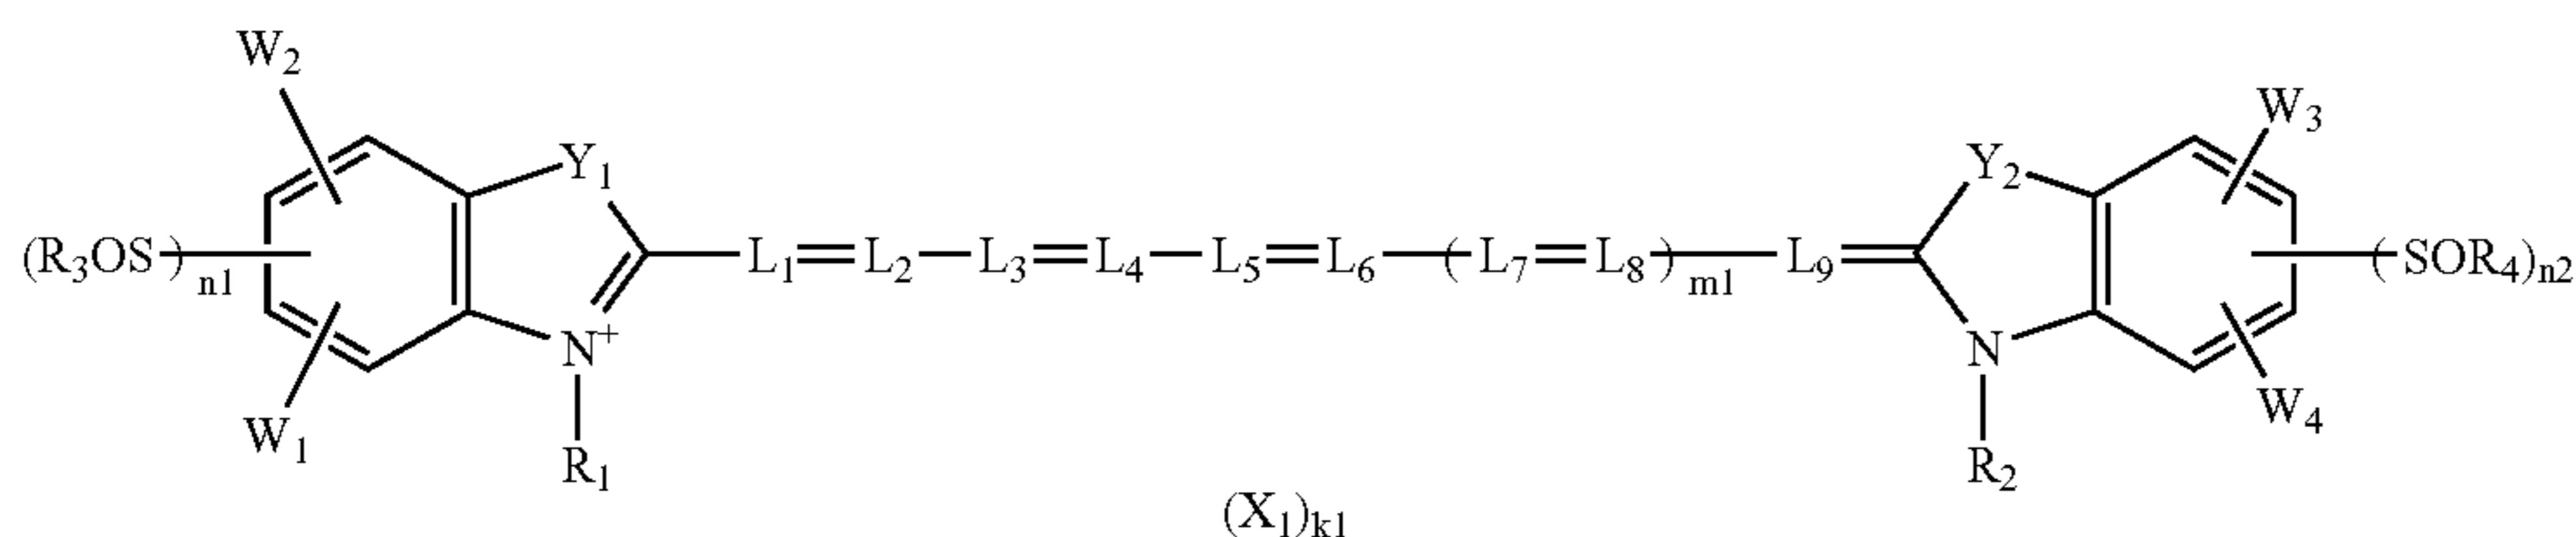 W2 W3
Y1 Y2
(R3OS)n1 L1=L2—L3=L4—L5=L6—(L7=L8)m1—L9 (SOR4)n2
N+ N
W1 W4
R1 R2
(X1)k1